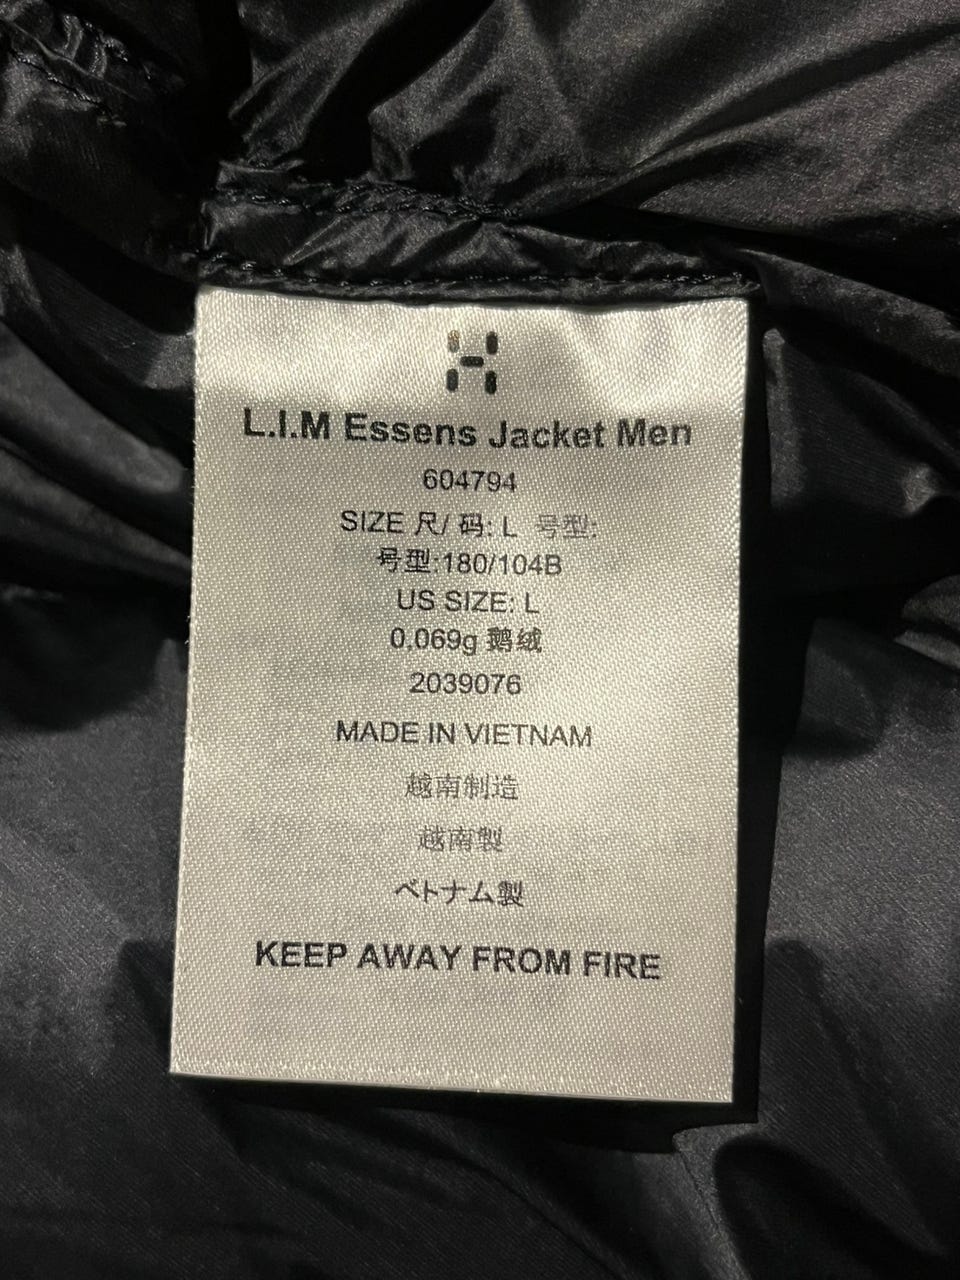 L.I.M Essens Jacket Men
604794
SIZE 尺/ 码: L 号型:
号型:180/104B
US SIZE: L
0.069g 鹅绒
2039076
MADE IN VIETNAM
越南制造
越南製
ベトナム製
KEEP AWAY FROM FIRE